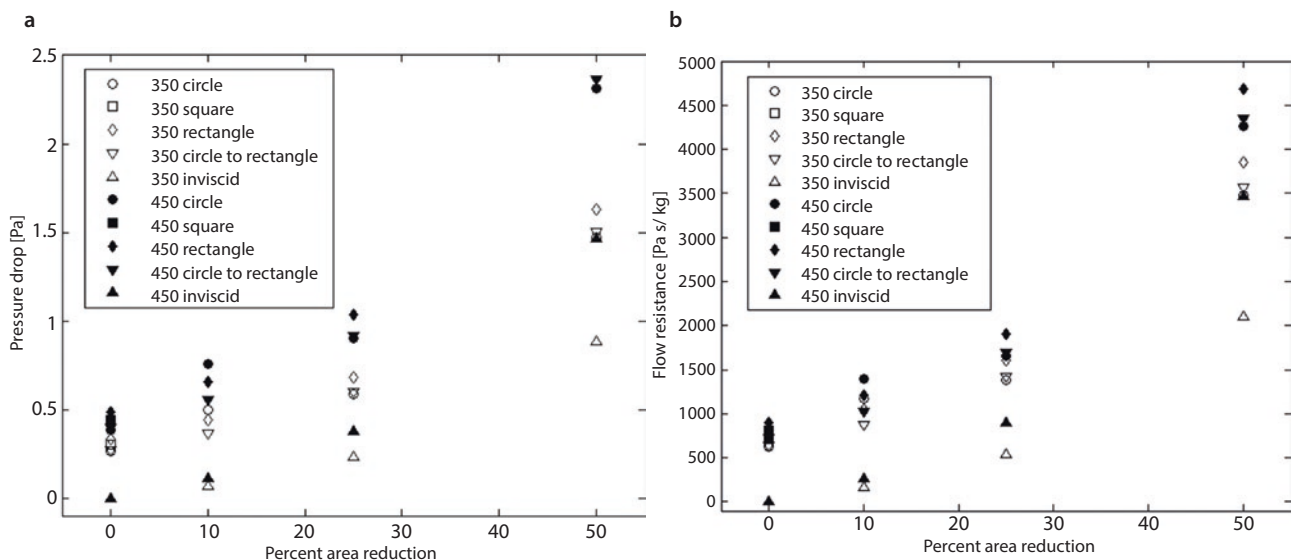 a
2.5
2
1.5
1
0.5
0
Pressure drop [Pa]
350 circle
350 square
350 rectangle
350 circle to rectangle
350 inviscid
450 circle
450 square
450 rectangle
450 circle to rectangle
450 inviscid
0
10
20
30
40
50
Percent area reduction
b
5000
4500
4000
3500
3000
2500
2000
1500
1000
500
0
Flow resistance [Pa s/ kg]
350 circle
350 square
350 rectangle
350 circle to rectangle
350 inviscid
450 circle
450 square
450 rectangle
450 circle to rectangle
450 inviscid
0
10
20
30
40
50
Percent area reduction